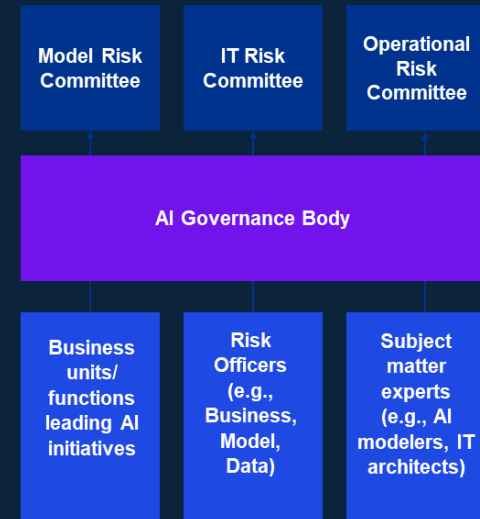 Model Risk
Committee
IT Risk
Committee
Operational
Risk
Committee
AI Governance Body
Business
units/
functions
leading AI
initiatives
Risk
Officers
(e.g.,
Business,
Model,
Data)
Subject
matter
experts
(e.g., AI
modelers, IT
architects)